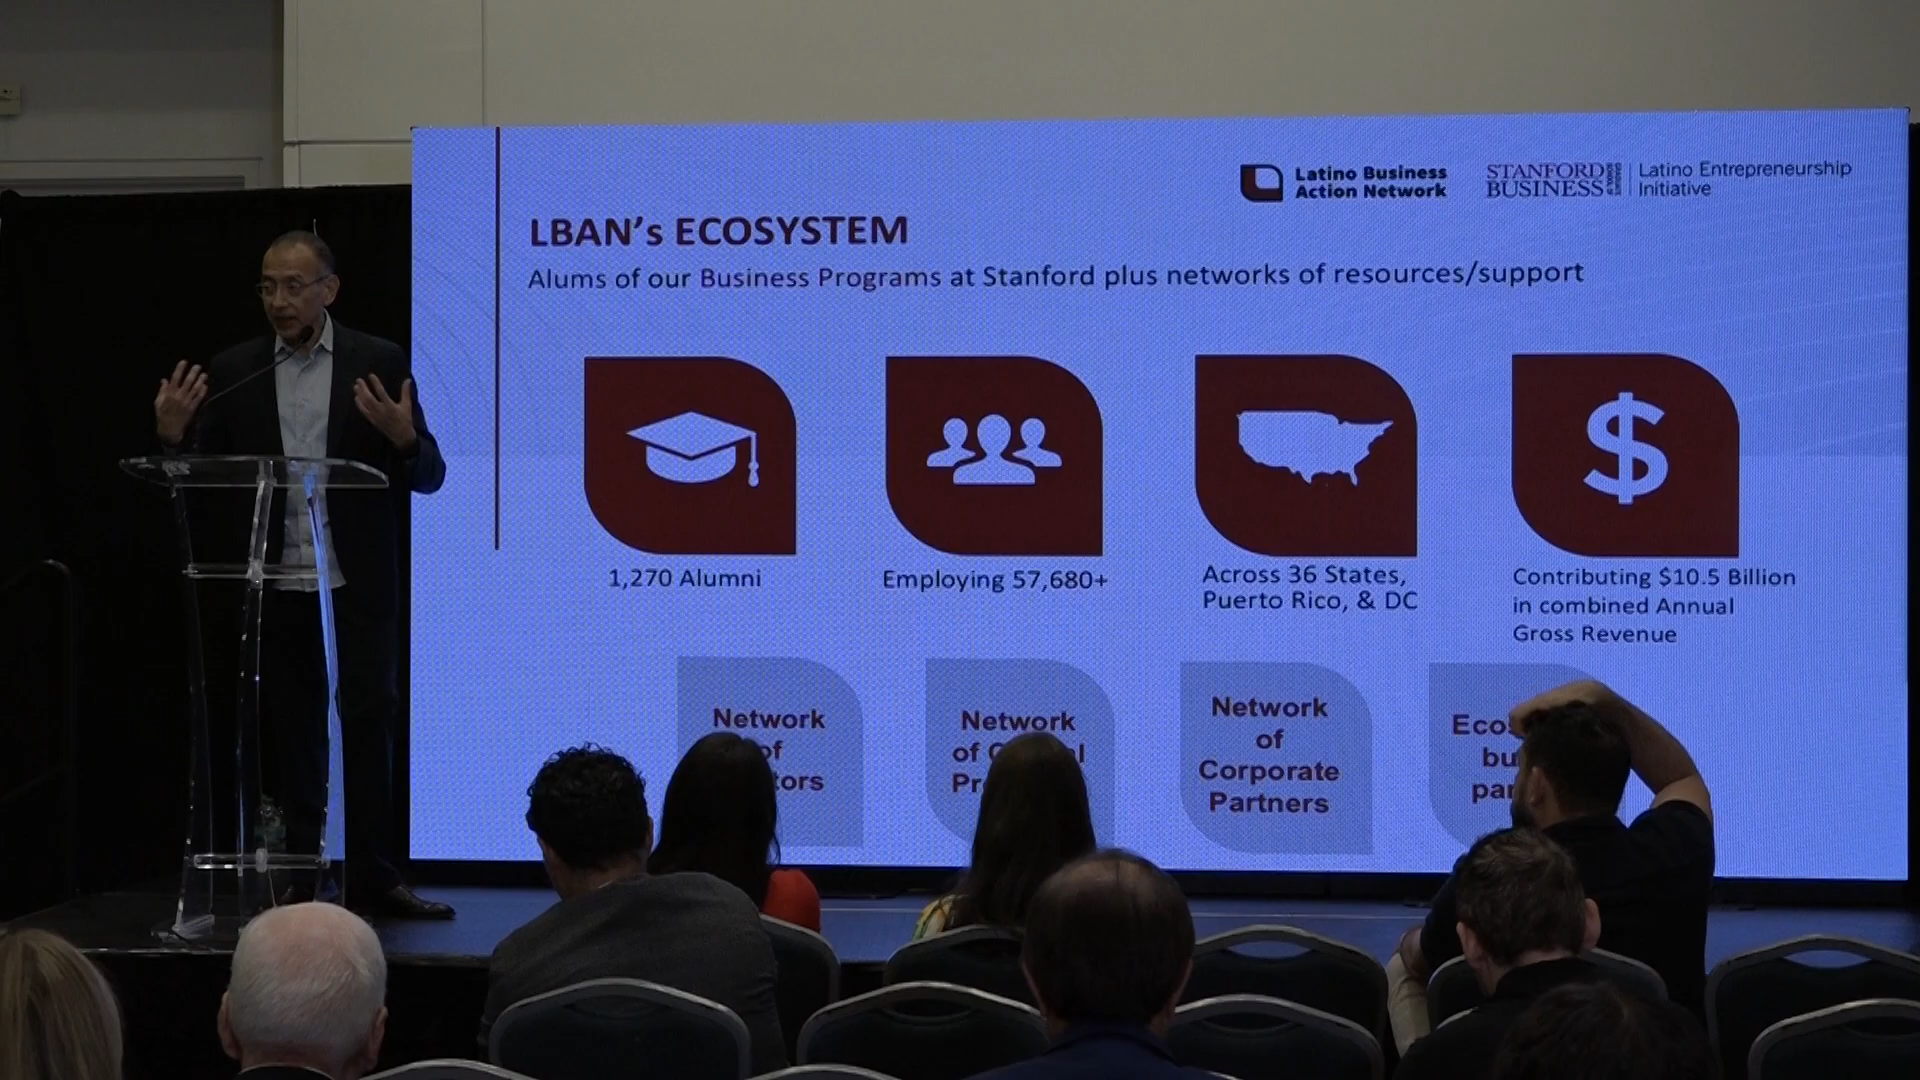 Latino Business
Action Network
STANFORD
BUSINESS
Latino Entrepreneurship
Initiative
LBAN's ECOSYSTEM
Alums of our Business Programs at Stanford plus networks of resources/support
1,270 Alumni
Employing 57,680+
Across 36 States,
Puerto Rico, & DC
Contributing $10.5 Billion
in combined Annual
Gross Revenue
Network
of
Network
of
Network
of
Corporate
Partners